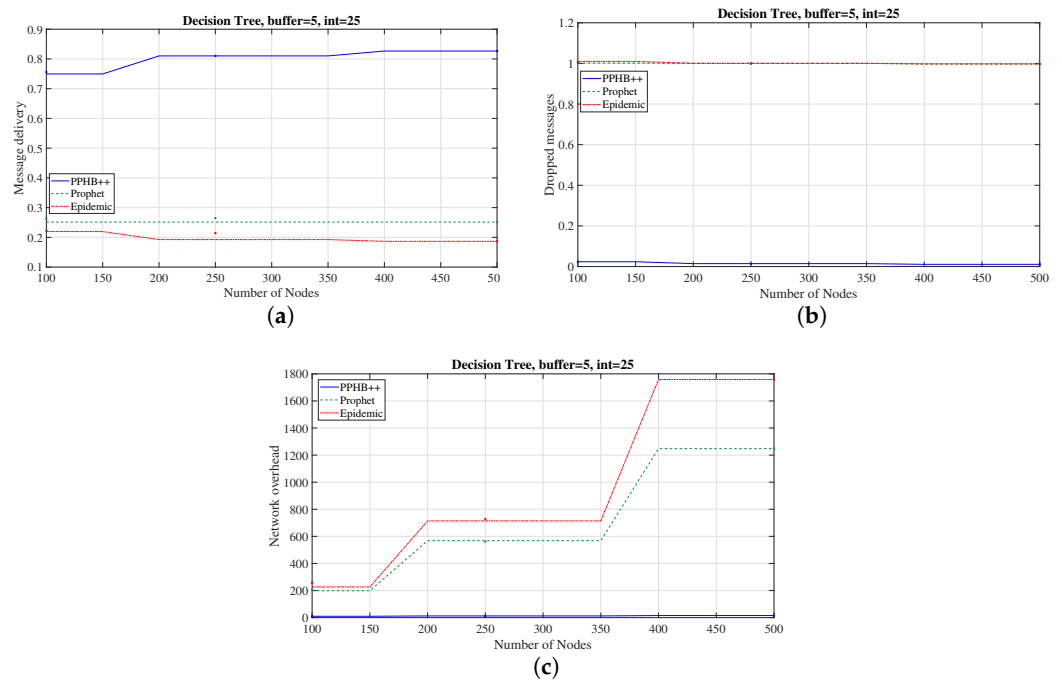 Decision Tree, buffer=5, int=25
0.9
0.8
0.7
0.6
0.5
0.4
0.3
0.2
0.1
Message delivery
PPHB++
Prophet
Epidemic
100 150 200 250 300 350 400 450 50
Number of Nodes
(a)
Decision Tree, buffer=5, int=25
1.2
1
0.8
0.6
0.4
0.2
0
Dropped messages
PPHB++
Prophet
Epidemic
100 150 200 250 300 350 400 450 500
Number of Nodes
(b)
Decision Tree, buffer=5, int=25
1800
1600
1400
1200
1000
800
600
400
200
0
Network overhead
PPHB++
Prophet
Epidemic
100 150 200 250 300 350 400 450 500
Number of Nodes
(c)